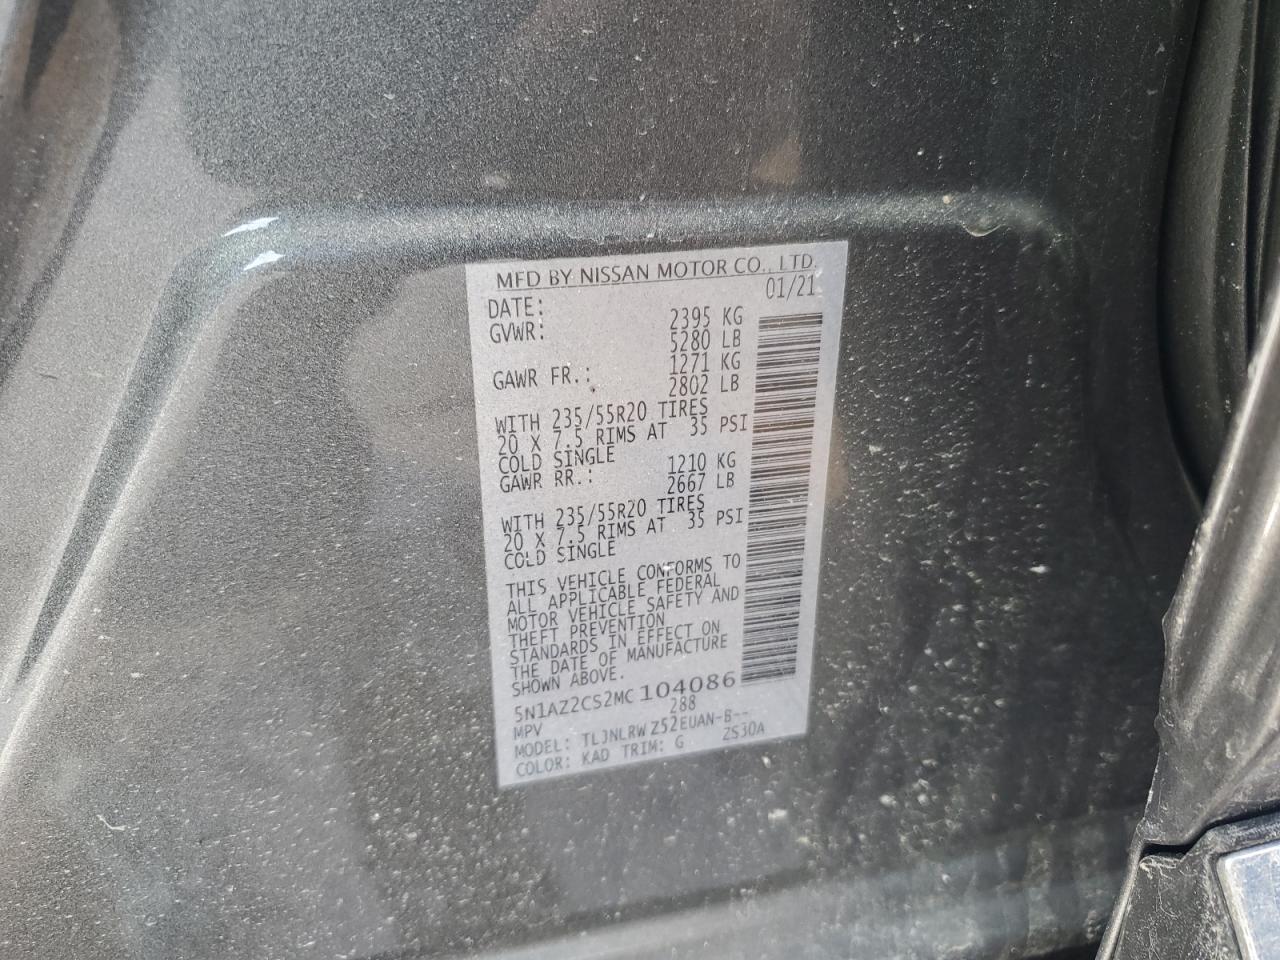 MFD BY NISSAN MOTOR CO., LTD.
DATE: 01/21
GVWR: 2395 KG
5280 LB
GAWR FR.: 1271 KG
2802 LB
WITH 235/55R20 TIRES
20 X 7.5 RIMS AT 35 PSI
COLD SINGLE
GAWR RR.: 1210 KG
2667 LB
WITH 235/55R20 TIRES
20 X 7.5 RIMS AT 35 PSI
COLD SINGLE
THIS VEHICLE CONFORMS TO
ALL APPLICABLE FEDERAL
MOTOR VEHICLE SAFETY AND
THEFT PREVENTION
STANDARDS IN EFFECT ON
THE DATE OF MANUFACTURE
SHOWN ABOVE.
5N1AZ2CS2MC104086
MPV 288
MODEL: TLJNLRW Z52EUAN-B--
COLOR: KAD TRIM: G ZS30A